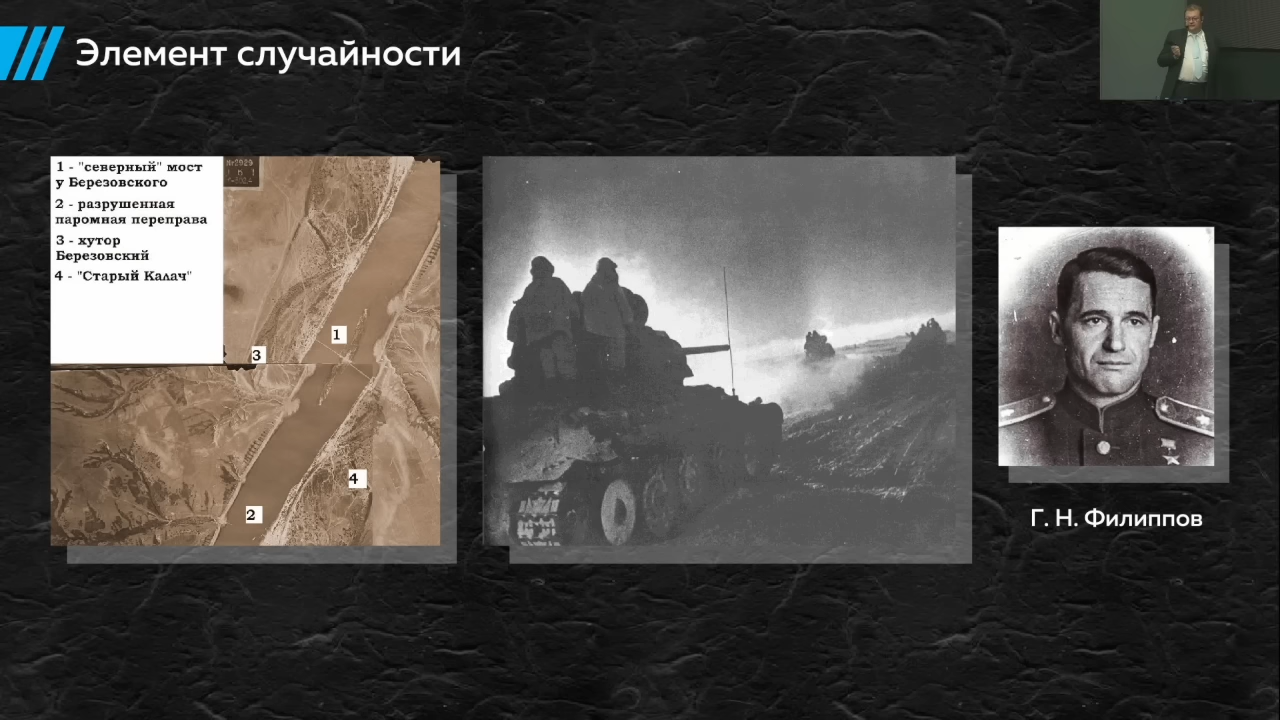 Элемент случайности
1 - "северный" мост
у Березовского
2 - разрушенная
паромная переправа
3 - хутор
Березовский
4 - "Старый Калач"
1
3
4
2
Г. Н. Филиппов